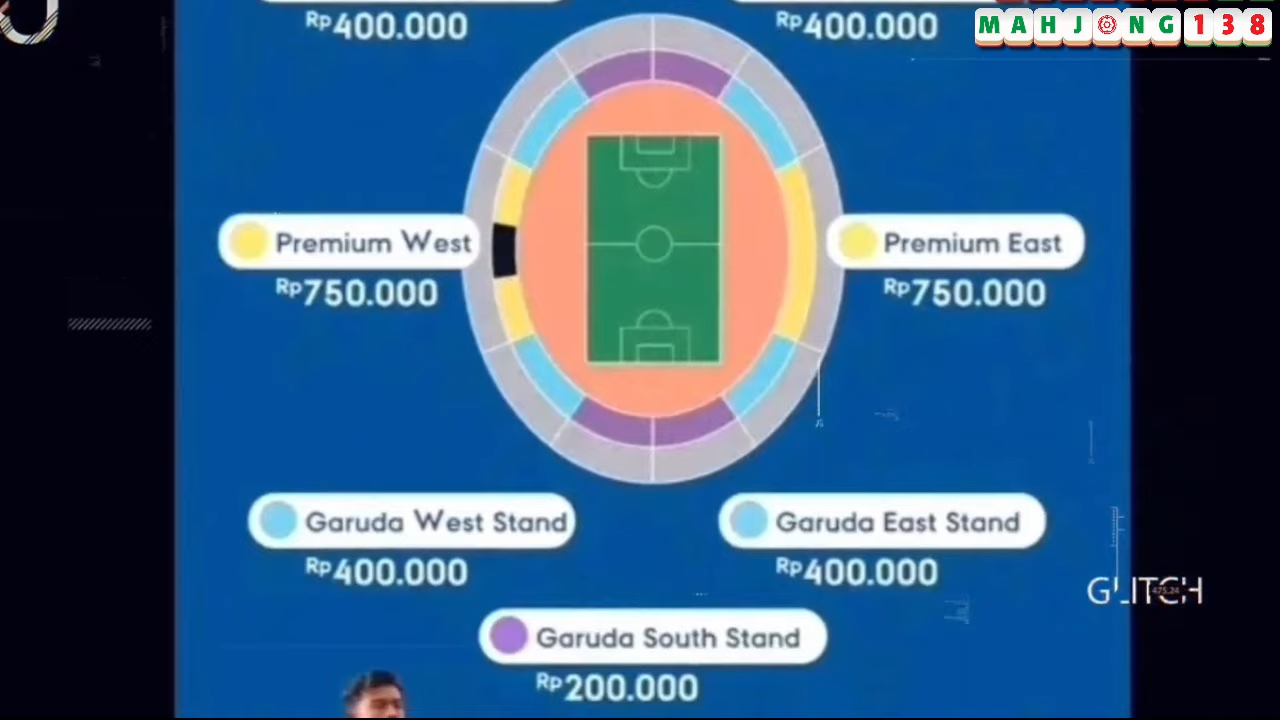 Rp400.000
Rp400.000
MAHJONG138
Premium West
Rp750.000
Premium East
Rp750.000
Garuda West Stand
Rp400.000
Garuda East Stand
Rp400.000
GLITCH
Garuda South Stand
Rp200.000